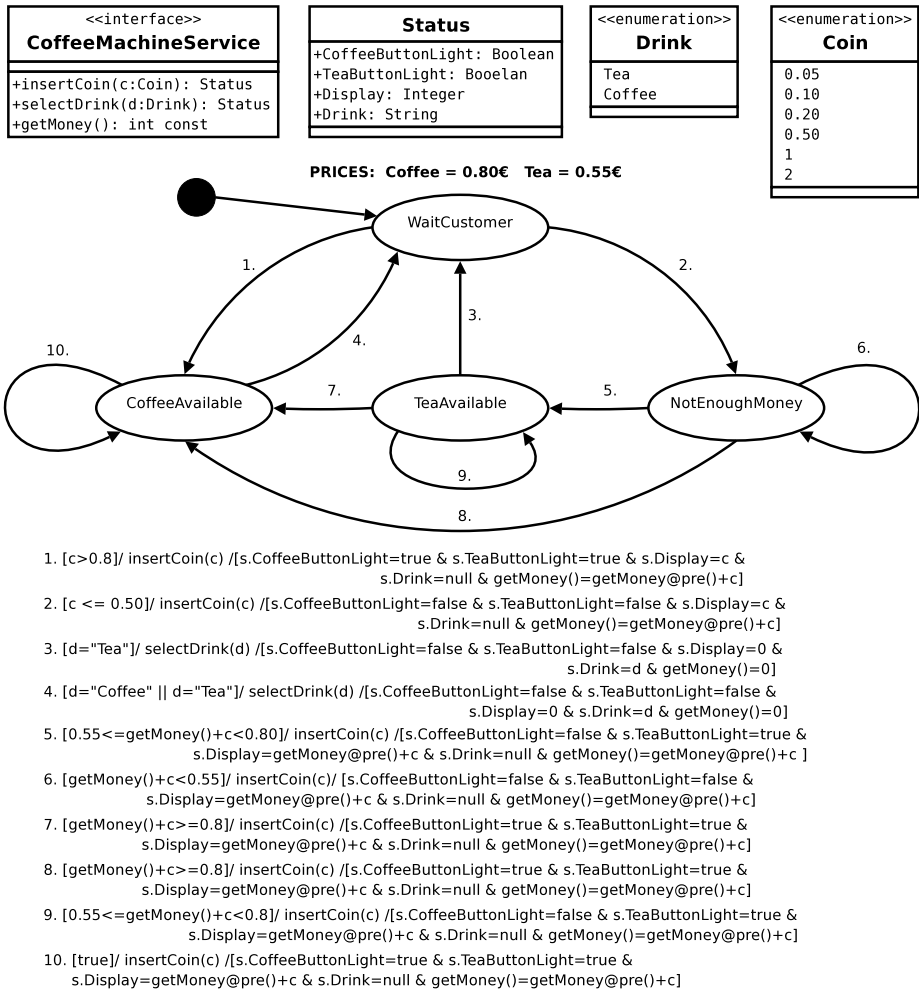 <<interface>>
CoffeeMachineService
+insertCoin(c:Coin): Status
+selectDrink(d:Drink): Status
+getMoney(): int const
Status
+CoffeeButtonLight: Boolean
+TeaButtonLight: Booelan
+Display: Integer
+Drink: String
<<enumeration>>
Drink
Tea
Coffee
<<enumeration>>
Coin
0.05
0.10
0.20
0.50
1
2
PRICES: Coffee = 0.80€ Tea = 0.55€
WaitCustomer
1.
2.
3.
4.
10.
6.
7.
5.
CoffeeAvailable
TeaAvailable
NotEnoughMoney
9.
8.
1. [c>0.8]/ insertCoin(c) /[s.CoffeeButtonLight=true & s.TeaButtonLight=true & s.Display=c &
s.Drink=null & getMoney()=getMoney@pre()+c]
2. [c <= 0.50]/ insertCoin(c) /[s.CoffeeButtonLight=false & s.TeaButtonLight=false & s.Display=c &
s.Drink=null & getMoney()=getMoney@pre()+c]
3. [d="Tea"]/ selectDrink(d) /[s.CoffeeButtonLight=false & s.TeaButtonLight=false & s.Display=0 &
s.Drink=d & getMoney()=0]
4. [d="Coffee" || d="Tea"]/ selectDrink(d) /[s.CoffeeButtonLight=false & s.TeaButtonLight=false &
s.Display=0 & s.Drink=d & getMoney()=0]
5. [0.55<=getMoney()+c<0.80]/ insertCoin(c) /[s.CoffeeButtonLight=false & s.TeaButtonLight=true &
s.Display=getMoney@pre()+c & s.Drink=null & getMoney()=getMoney@pre()+c ]
6. [getMoney()+c<0.55]/ insertCoin(c)/ [s.CoffeeButtonLight=false & s.TeaButtonLight=false &
s.Display=getMoney@pre()+c & s.Drink=null & getMoney()=getMoney@pre()+c]
7. [getMoney()+c>=0.8]/ insertCoin(c) /[s.CoffeeButtonLight=true & s.TeaButtonLight=true &
s.Display=getMoney@pre()+c & s.Drink=null & getMoney()=getMoney@pre()+c]
8. [getMoney()+c>=0.8]/ insertCoin(c) /[s.CoffeeButtonLight=true & s.TeaButtonLight=true &
s.Display=getMoney@pre()+c & s.Drink=null & getMoney()=getMoney@pre()+c]
9. [0.55<=getMoney()+c<0.8]/ insertCoin(c) /[s.CoffeeButtonLight=false & s.TeaButtonLight=true &
s.Display=getMoney@pre()+c & s.Drink=null & getMoney()=getMoney@pre()+c]
10. [true]/ insertCoin(c) /[s.CoffeeButtonLight=true & s.TeaButtonLight=true &
s.Display=getMoney@pre()+c & s.Drink=null & getMoney()=getMoney@pre()+c]